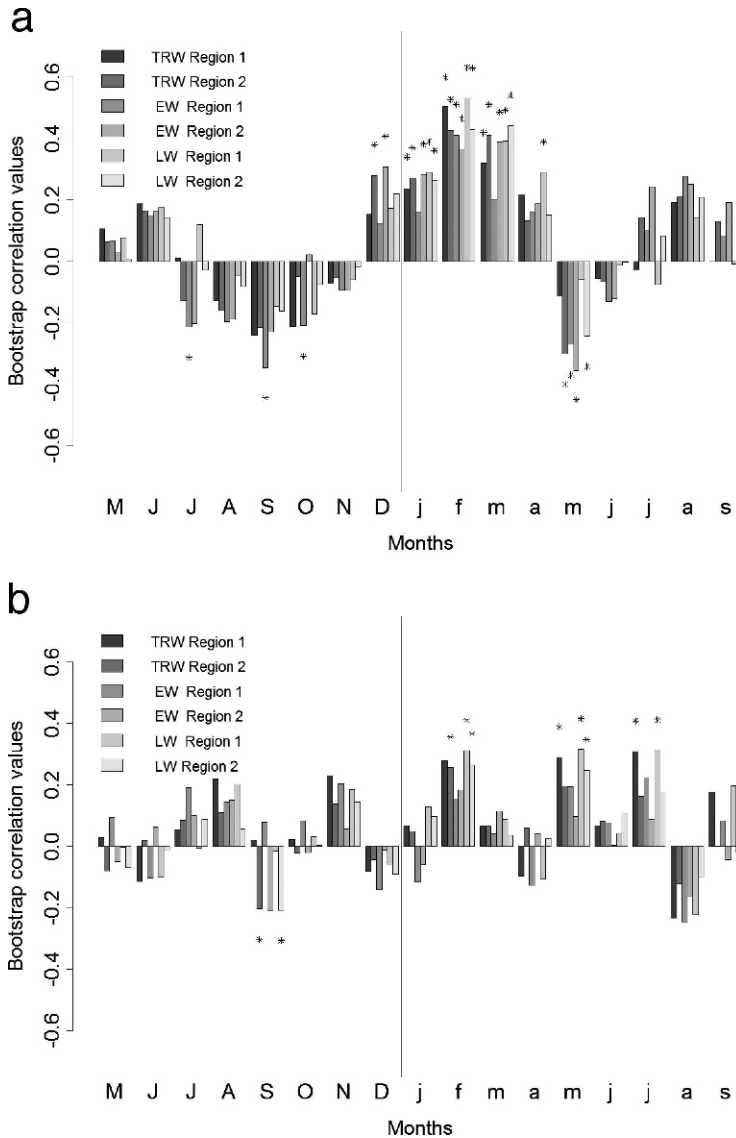 a
TRW Region 1
TRW Region 2
EW Region 1
EW Region 2
LW Region 1
LW Region 2
Bootstrap correlation values
0.6
0.4
0.2
0.0
-0.2
-0.4
-0.6
M J J A S O N D j f m a m j j a s
Months
b
TRW Region 1
TRW Region 2
EW Region 1
EW Region 2
LW Region 1
LW Region 2
Bootstrap correlation values
0.6
0.4
0.2
0.0
-0.2
-0.4
-0.6
M J J A S O N D j f m a m j j a s
Months